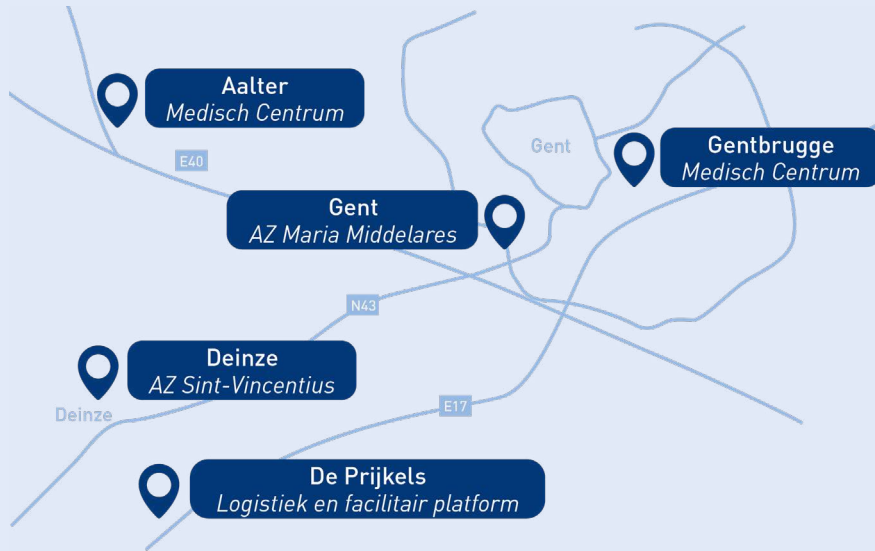 Aalter
Medisch Centrum
Gent
Gentbrugge
Medisch Centrum
E40
Gent
AZ Maria Middelares
N43
Deinze
AZ Sint-Vincentius
Deinze
E17
De Prijkels
Logistiek en facilitair platform